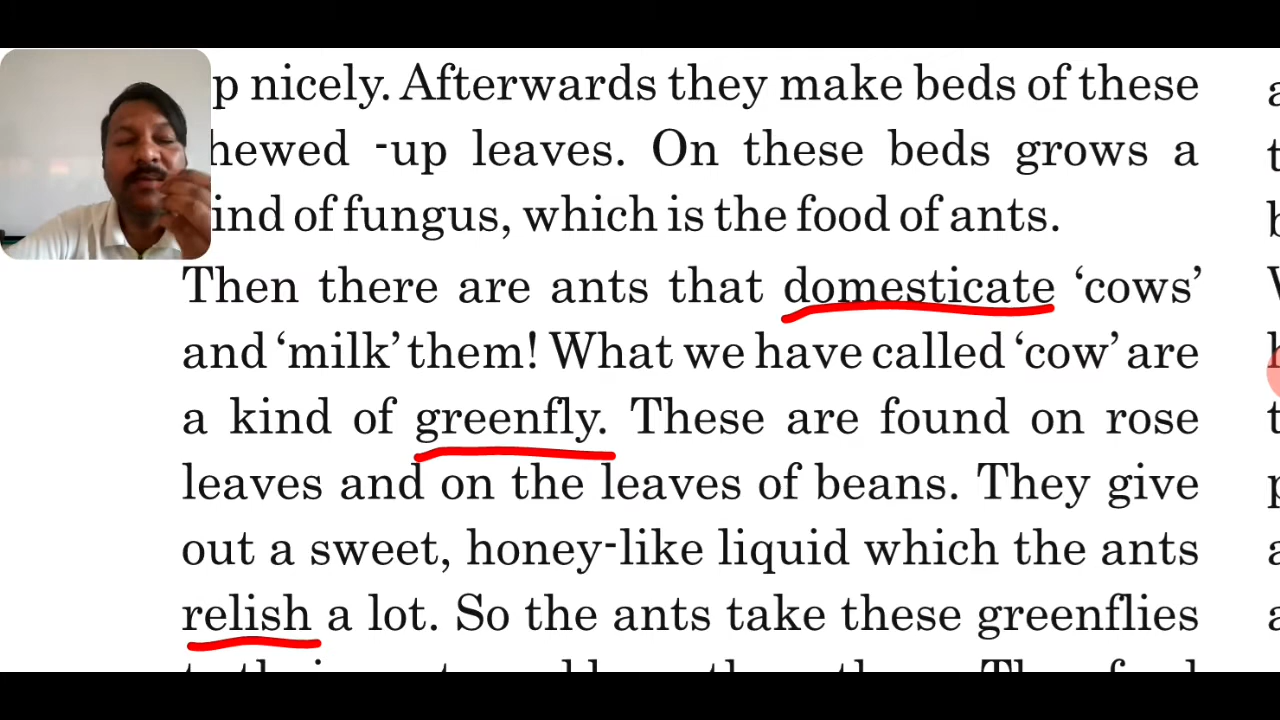 p nicely. Afterwards they make beds of these
hewed -up leaves. On these beds grows a
ind of fungus, which is the food of ants.
Then there are ants that domesticate ‘cows’
and ‘milk’ them! What we have called ‘cow’ are
a kind of greenfly. These are found on rose
leaves and on the leaves of beans. They give
out a sweet, honey-like liquid which the ants
relish a lot. So the ants take these greenflies